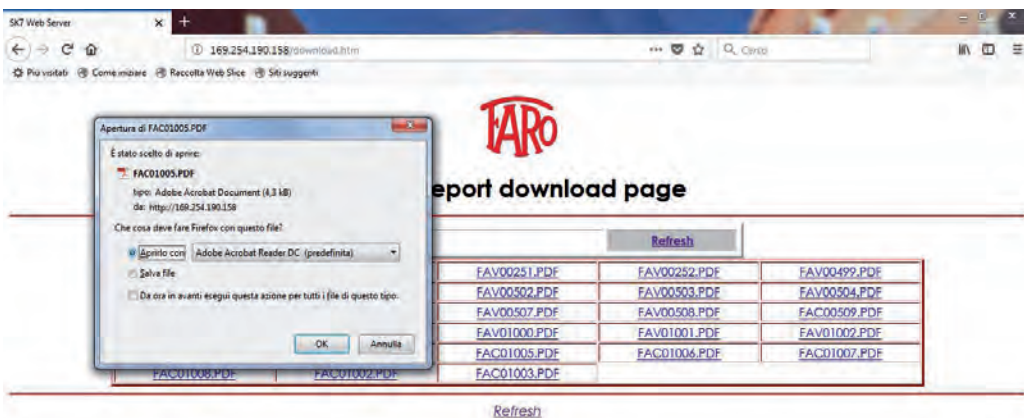 SK7 Web Server
169.254.190.158/download.htm
Cerca
Più visitati Come iniziare Raccolta Web Slice Siti suggeriti
FARO
Apertura di FAC01005.PDF
È stato scelto di aprire:
FAC01005.PDF
tipo: Adobe Acrobat Document (4,3 kB)
da: http://169.254.190.158
Che cosa deve fare Firefox con questo file?
Aprirlo con Adobe Acrobat Reader DC (predefinita)
Salva file
Da ora in avanti esegui questa azione per tutti i file di questo tipo.
OK Annulla
eport download page
Refresh
FAV00251.PDF FAV00252.PDF FAV00499.PDF
FAV00502.PDF FAV00503.PDF FAV00504.PDF
FAV00507.PDF FAV00508.PDF FAC00509.PDF
FAV01000.PDF FAV01001.PDF FAV01002.PDF
FAC01005.PDF FAC01006.PDF FAC01007.PDF
FAC01008.PDF FAC01002.PDF FAC01003.PDF
Refresh